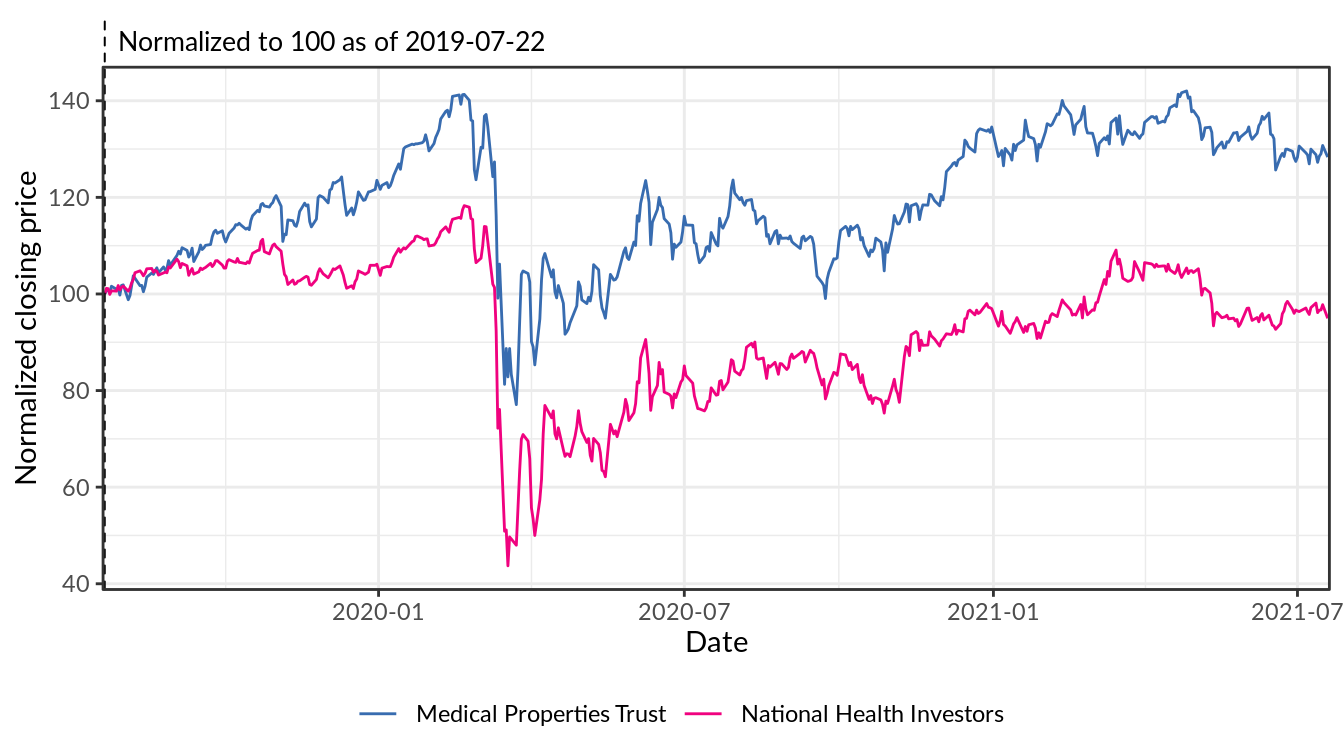 Normalized to 100 as of 2019-07-22
Normalized closing price
140
120
100
80
60
40
2020-01 2020-07 2021-01 2021-07
Date
Medical Properties Trust National Health Investors